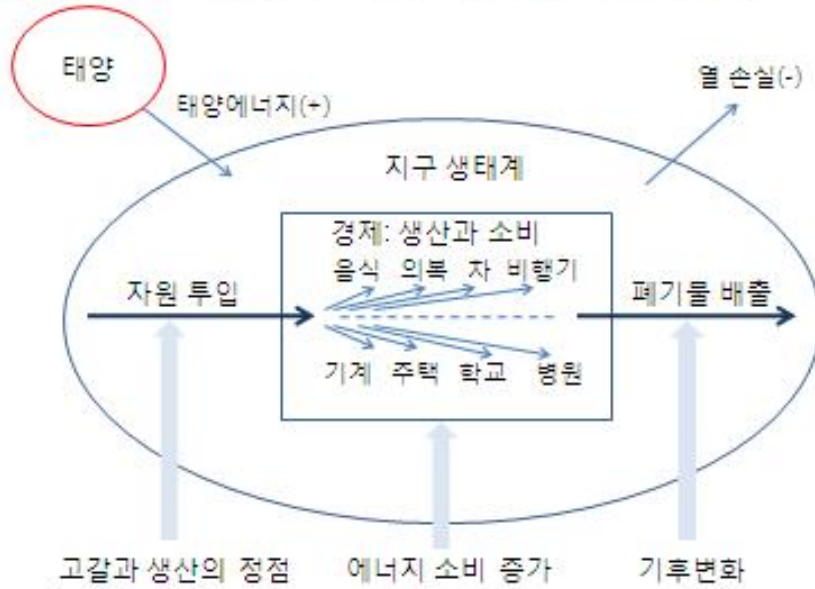 태양
열 손실(-)
태양에너지(+)
지구 생태계
경제: 생산과 소비
음식 의복 차 비행기
자원 투입
폐기물 배출
기계 주택 학교 병원
고갈과 생산의 정점
에너지 소비 증가
기후변화